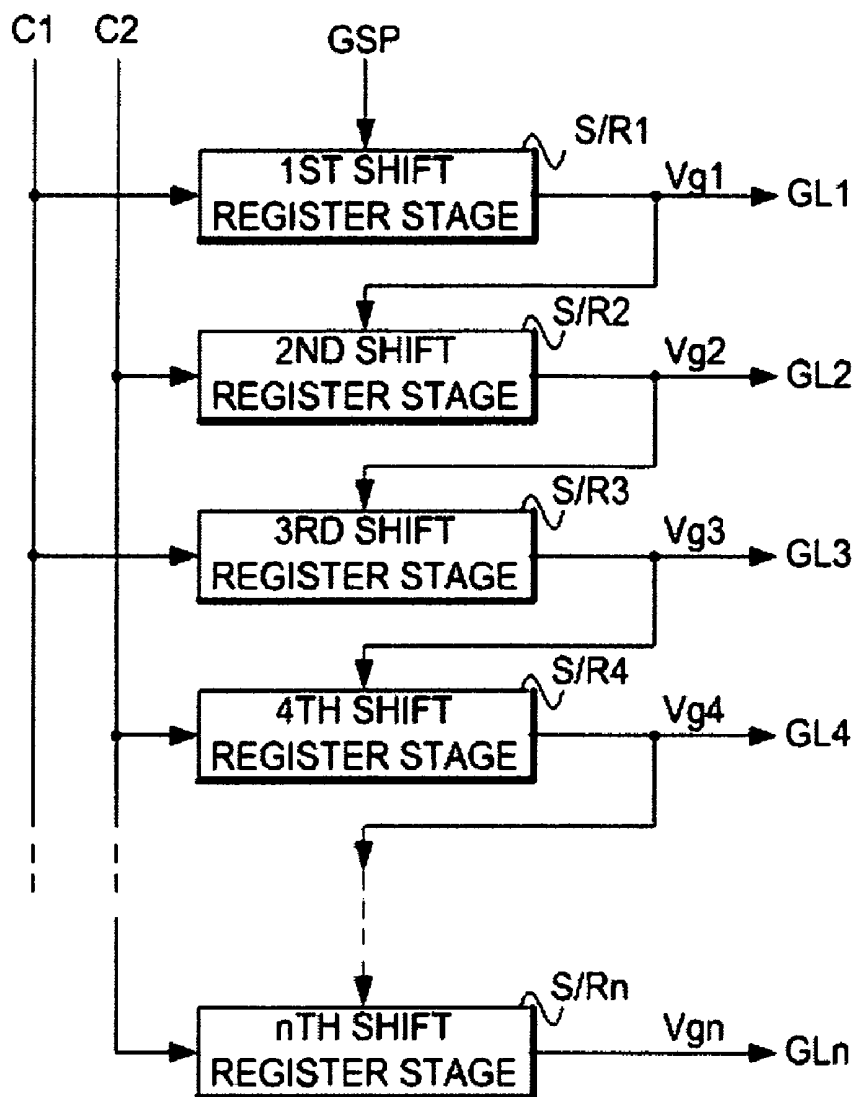 C1 C2 GSP
S/R1
1ST SHIFT
REGISTER STAGE
Vg1
GL1
S/R2
2ND SHIFT
REGISTER STAGE
Vg2
GL2
S/R3
3RD SHIFT
REGISTER STAGE
Vg3
GL3
S/R4
4TH SHIFT
REGISTER STAGE
Vg4
GL4
S/Rn
nTH SHIFT
REGISTER STAGE
Vgn
GLn